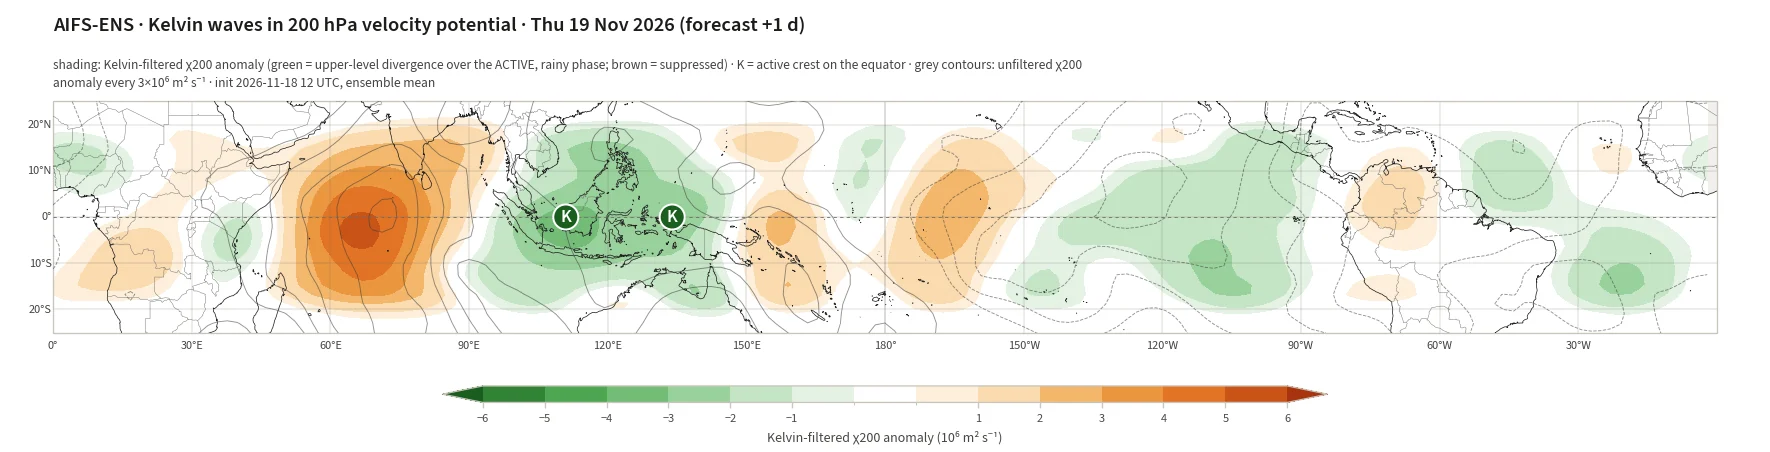 AIFS-ENS · Kelvin waves in 200 hPa velocity potential · Thu 19 Nov 2026 (forecast +1 d)
shading: Kelvin-filtered χ200 anomaly (green = upper-level divergence over the ACTIVE, rainy phase; brown = suppressed) · K = active crest on the equator · grey contours: unfiltered χ200
anomaly every 3×10⁶ m² s⁻¹ · init 2026-11-18 12 UTC, ensemble mean
20°N
10°N
0°
10°S
20°S
K K
0° 30°E 60°E 90°E 120°E 150°E 180° 150°W 120°W 90°W 60°W 30°W
−6 −5 −4 −3 −2 −1 1 2 3 4 5 6
Kelvin-filtered χ200 anomaly (10⁶ m² s⁻¹)